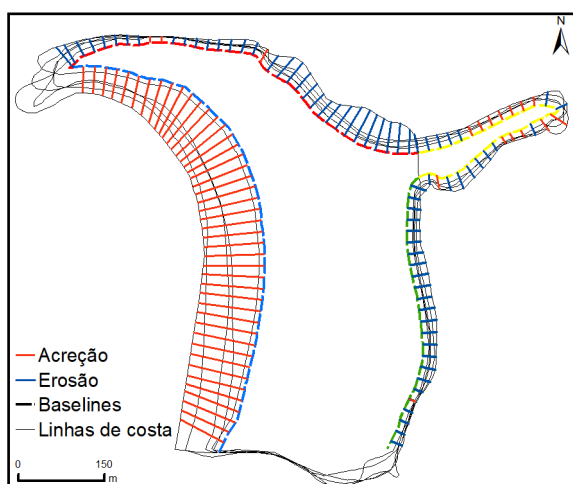 N
Acreção
Erosão
Baselines
Linhas de costa
0 150
m